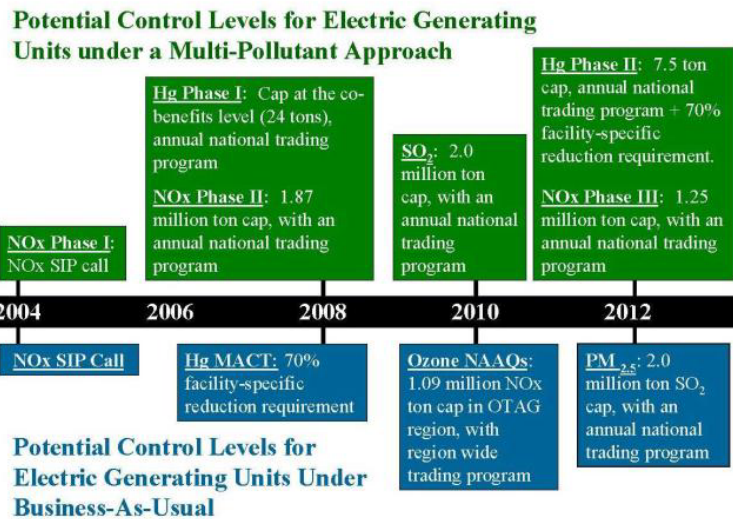 Potential Control Levels for Electric Generating
Units under a Multi-Pollutant Approach
Hg Phase I: Cap at the co-
benefits level (24 tons),
annual national trading
program
NOx Phase II: 1.87
million ton cap, with an
annual national trading
program
Hg Phase II: 7.5 ton
cap, annual national
trading program + 70%
facility-specific
reduction requirement.
NOx Phase III: 1.25
million ton cap, with an
annual national trading
program
SO2: 2.0
million ton
cap, with an
annual national
trading
program
NOx Phase I:
NOx SIP call
2004 2006 2008 2010 2012
NOx SIP Call
Hg MACT: 70%
facility-specific
reduction requirement
Ozone NAAQs:
1.09 million NOx
ton cap in OTAG
region, with
region wide
trading program
PM 2.5: 2.0
million ton SO2
cap, with an
annual national
trading program
Potential Control Levels for
Electric Generating Units Under
Business-As-Usual